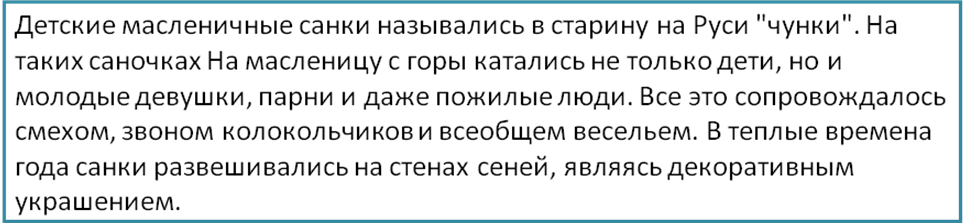 Детские масленичные санки назывались в старину на Руси "чунки". На
таких саночках На масленицу с горы катались не только дети, но и
молодые девушки, парни и даже пожилые люди. Все это сопровождалось
смехом, звоном колокольчиков и всеобщем весельем. В теплые времена
года санки развешивались на стенах сеней, являясь декоративным
украшением.